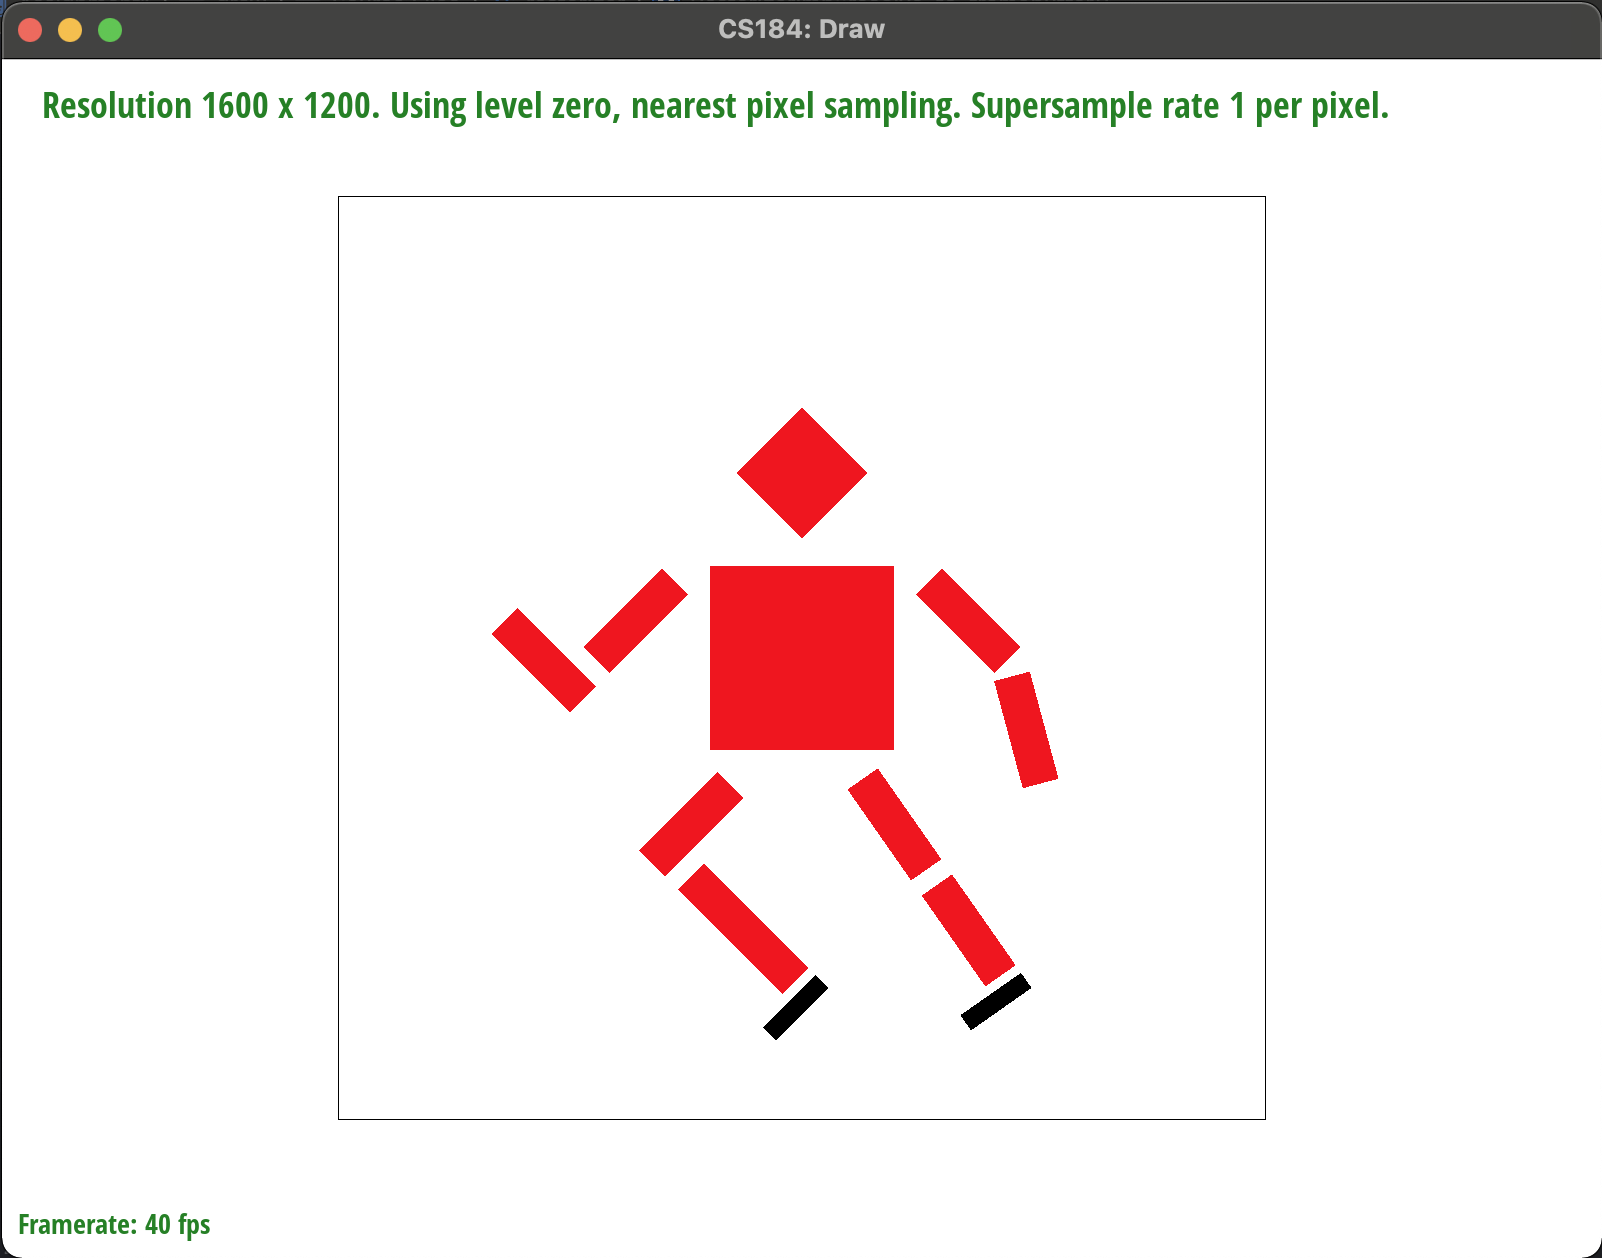 CS184: Draw
Resolution 1600 x 1200. Using level zero, nearest pixel sampling. Supersample rate 1 per pixel.
Framerate: 40 fps